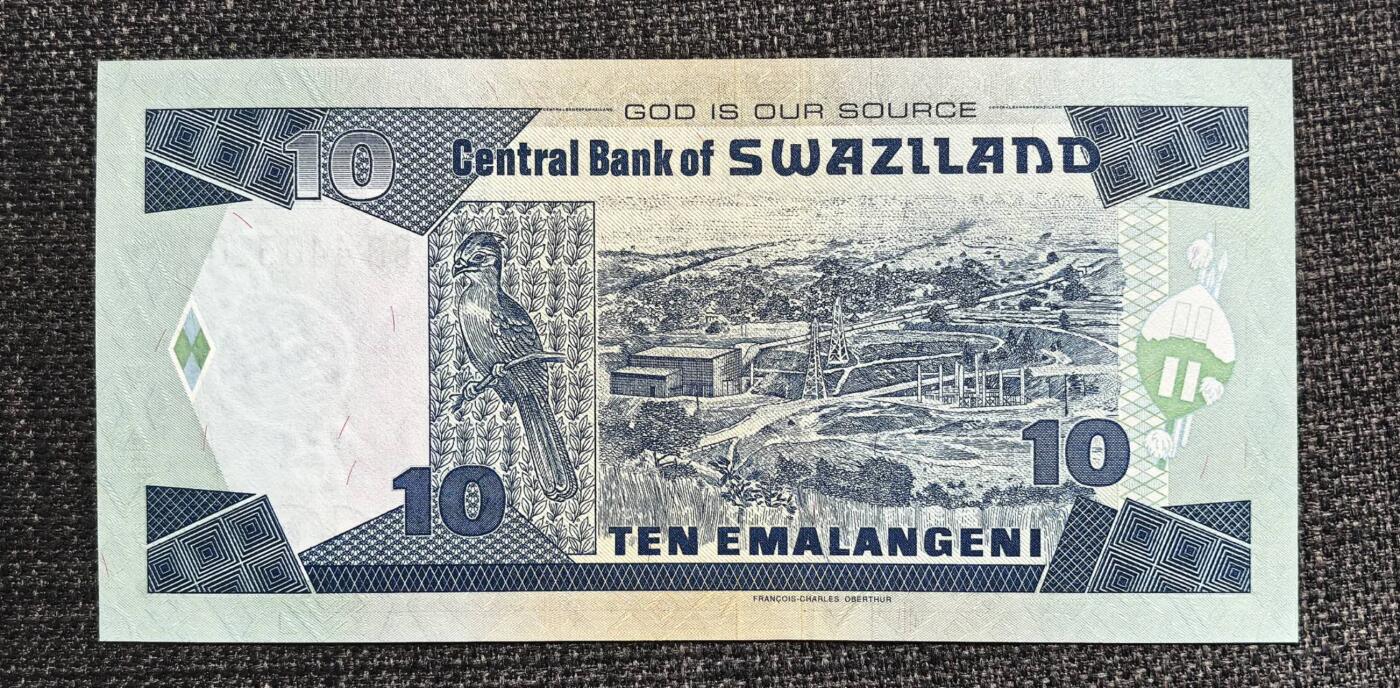 GOD IS OUR SOURCE
10
Central Bank of SWAZILAND
10
10
TEN EMALANGENI
FRANÇOIS-CHARLES OBERTHUR